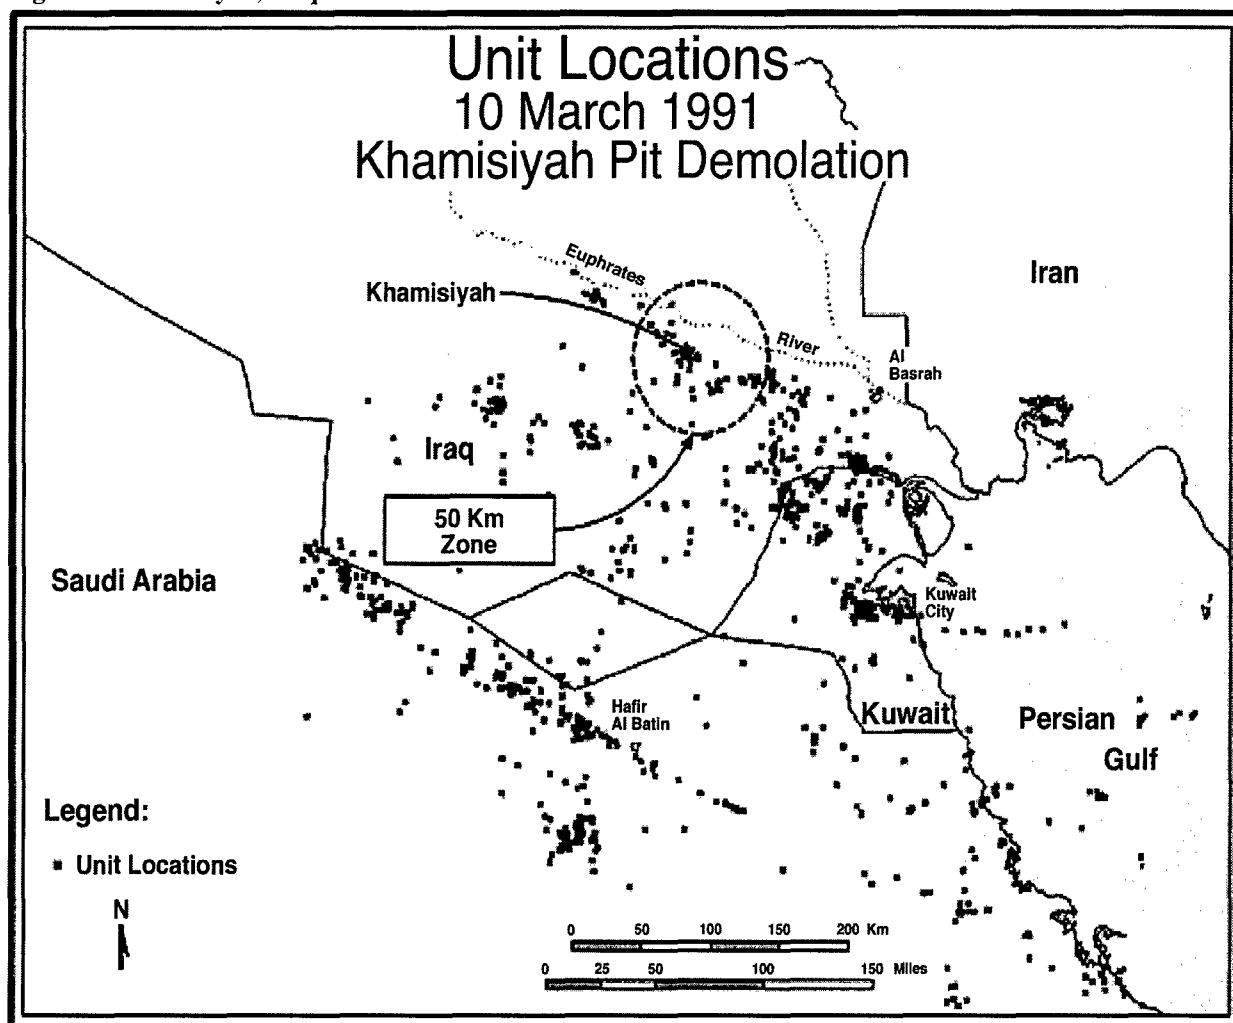 Unit Locations
10 March 1991
Khamisiyah Pit Demolation
Euphrates
Iran
Khamisiyah
River
Al
Basrah
Iraq
50 Km
Zone
Saudi Arabia
Kuwait
City
Hafir
Al Batin
Kuwait
Persian
Gulf
Legend:
Unit Locations
N
0 50 100 150 200 Km
0 25 50 100 150 Miles